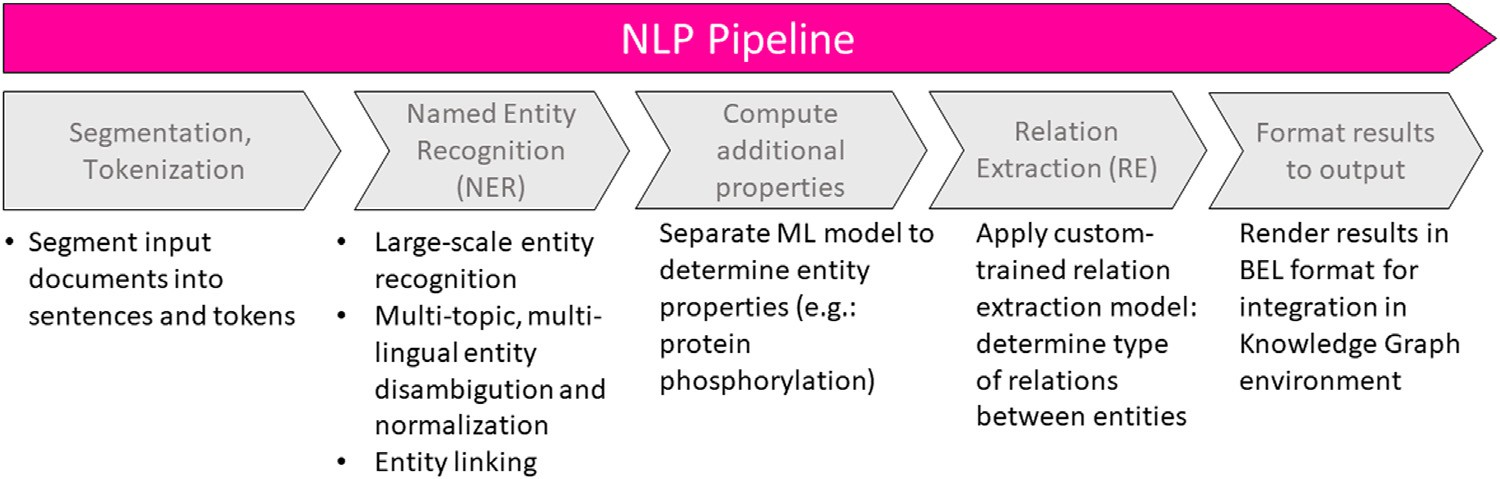 NLP Pipeline
Segmentation,
Tokenization
• Segment input
documents into
sentences and tokens
Named Entity
Recognition
(NER)
• Large-scale entity
recognition
• Multi-topic, multi-
lingual entity
disambigution and
normalization
• Entity linking
Compute
additional
properties
Separate ML model to
determine entity
properties (e.g.:
protein
phosphorylation)
Relation
Extraction (RE)
Apply custom-
trained relation
extraction model:
determine type
of relations
between entities
Format results
to output
Render results in
BEL format for
integration in
Knowledge Graph
environment